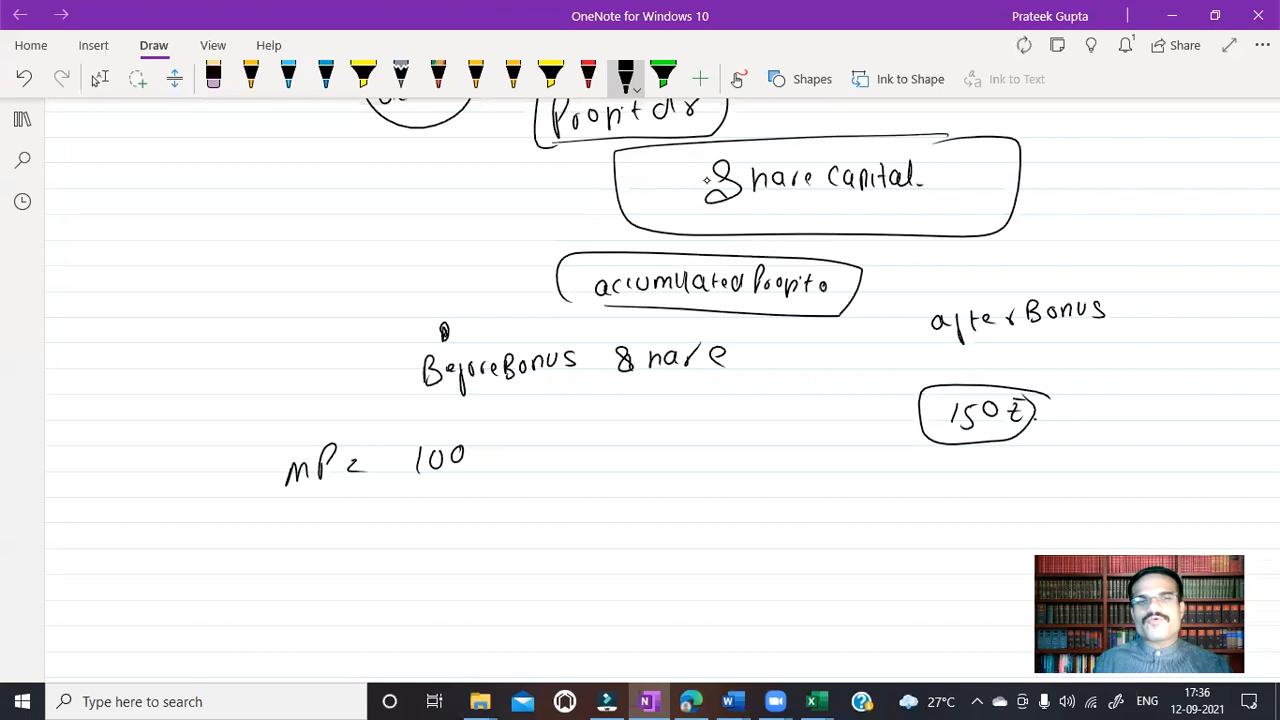 OneNote for Windows 10
Prateek Gupta
Home Insert Draw View Help
Share
Shapes
Ink to Shape
Ink to Text
Profit dr
Share capital.
accumulated Profits
after Bonus
Before Bonus Share
150 Z
MP = 100
Type here to search
27°C
ENG
17:36
12-09-2021